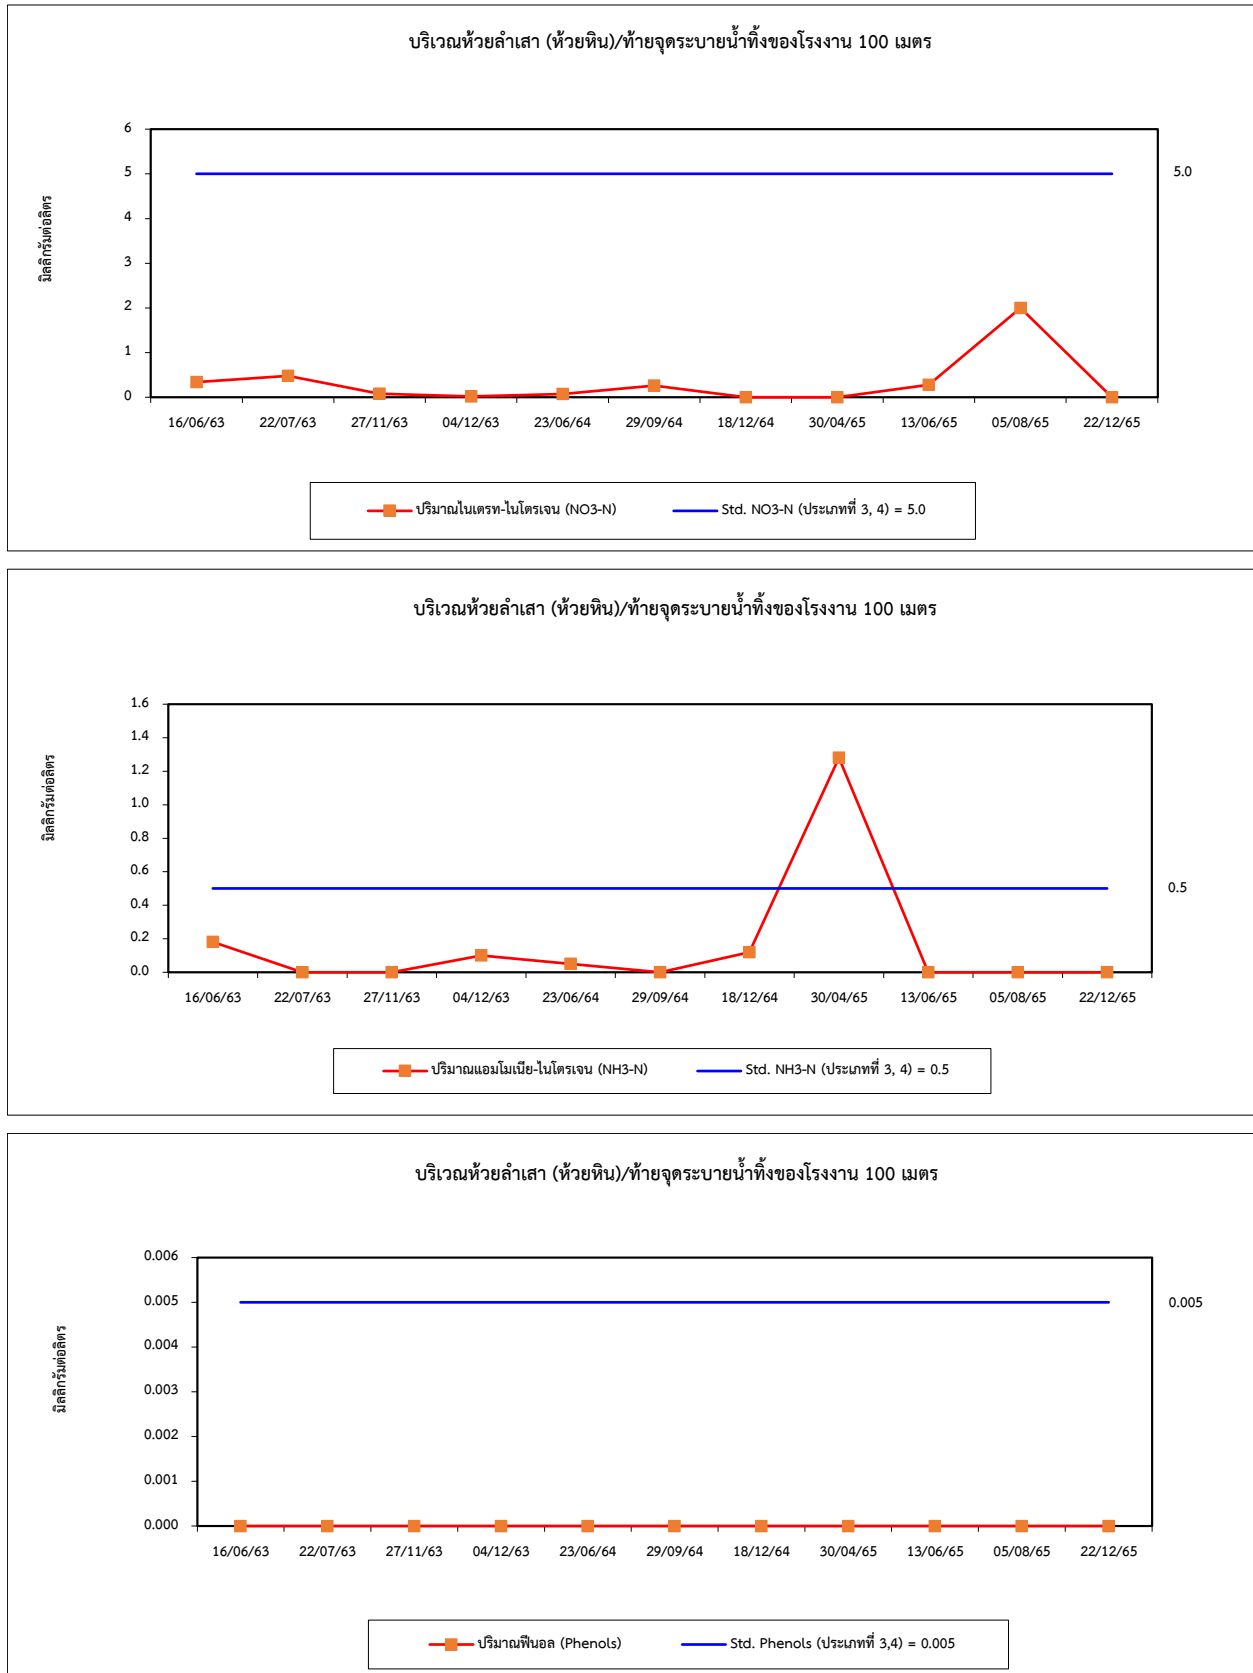 บริเวณห้วยลำเสา (ห้วยหิน)/ท้ายจุดระบายน้ำทิ้งของโรงงาน 100 เมตร
มิลลิกรัมต่อลิตร
6
5
4
3
2
1
0
5.0
16/06/63 22/07/63 27/11/63 04/12/63 23/06/64 29/09/64 18/12/64 30/04/65 13/06/65 05/08/65 22/12/65
ปริมาณไนเตรท-ไนโตรเจน (NO3-N) Std. NO3-N (ประเภทที่ 3, 4) = 5.0
บริเวณห้วยลำเสา (ห้วยหิน)/ท้ายจุดระบายน้ำทิ้งของโรงงาน 100 เมตร
มิลลิกรัมต่อลิตร
1.6
1.4
1.2
1.0
0.8
0.6
0.4
0.2
0.0
0.5
16/06/63 22/07/63 27/11/63 04/12/63 23/06/64 29/09/64 18/12/64 30/04/65 13/06/65 05/08/65 22/12/65
ปริมาณแอมโมเนีย-ไนโตรเจน (NH3-N) Std. NH3-N (ประเภทที่ 3, 4) = 0.5
บริเวณห้วยลำเสา (ห้วยหิน)/ท้ายจุดระบายน้ำทิ้งของโรงงาน 100 เมตร
มิลลิกรัมต่อลิตร
0.006
0.005
0.004
0.003
0.002
0.001
0.000
0.005
16/06/63 22/07/63 27/11/63 04/12/63 23/06/64 29/09/64 18/12/64 30/04/65 13/06/65 05/08/65 22/12/65
ปริมาณฟีนอล (Phenols) Std. Phenols (ประเภทที่ 3,4) = 0.005